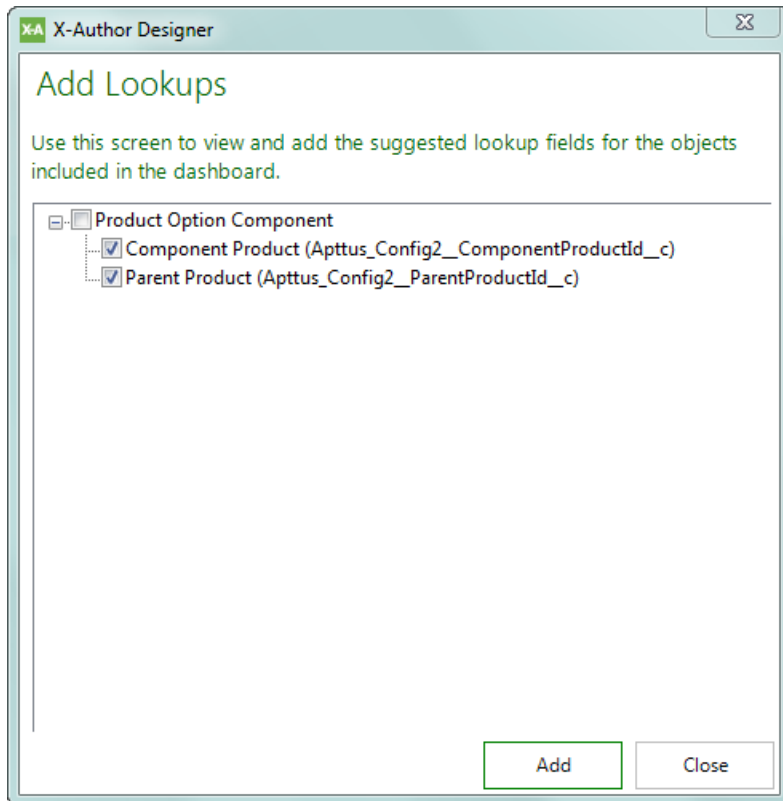 X-A X-Author Designer
Add Lookups
Use this screen to view and add the suggested lookup fields for the objects
included in the dashboard.
Product Option Component
Component Product (Apttus_Config2__ComponentProductId__c)
Parent Product (Apttus_Config2__ParentProductId__c)
Add Close